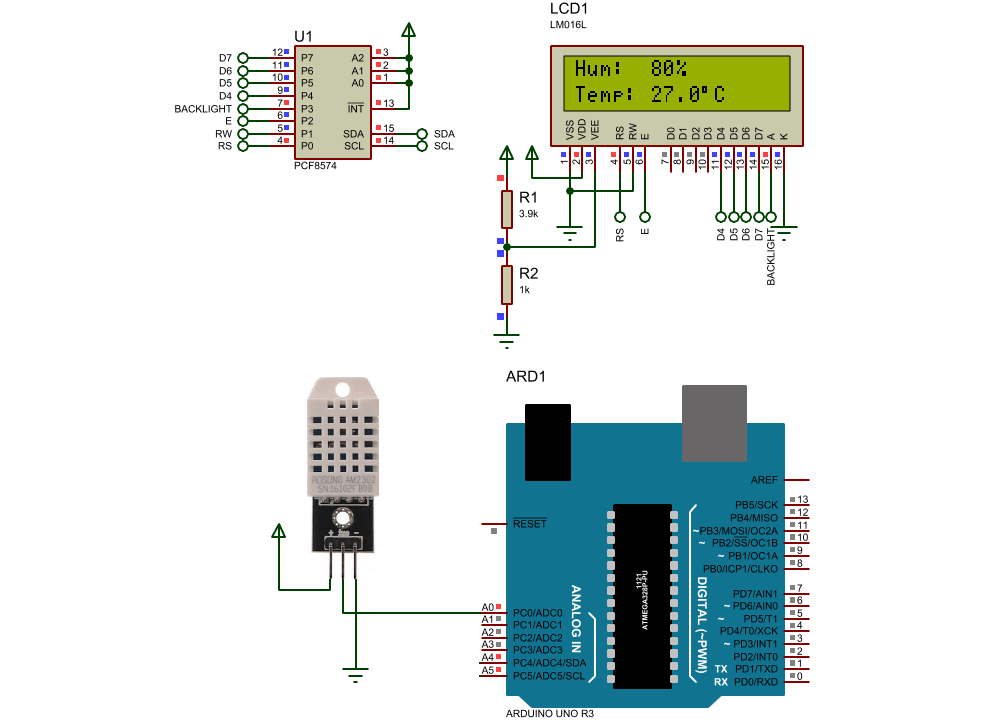 LCD1
LM016L
U1
D7 12 P7 A2 3
D6 11 P6 A1 2
D5 10 P5 A0 1
D4 9 P4
BACKLIGHT 7 P3 INT 13
E 6 P2
RW 5 P1 SDA 15 SDA
RS 4 P0 SCL 14 SCL
PCF8574
Hum: 80%
Temp: 27.0°C
VSS VDD VEE RS RW E D0 D1 D2 D3 D4 D5 D6 D7 A K
1 2 3 4 5 6 7 8 9 10 11 12 13 14 15 16
RS E D4 D5 D6 D7 BACKLIGHT
R1
3.9k
R2
1k
ARD1
AOSONG AM2302
SN:16102F B09
+ -
RESET
AREF
PB5/SCK 13
PB4/MISO 12
~PB3/MOSI/OC2A 11
~ PB2/SS/OC1B 10
~ PB1/OC1A 9
PB0/ICP1/CLKO 8
PD7/AIN1 7
~ PD6/AIN0 6
~ PD5/T1 5
PD4/T0/XCK 4
~ PD3/INT1 3
PD2/INT0 2
TX PD1/TXD 1
RX PD0/RXD 0
DIGITAL (~PWM)
1121
ATMEGA328P-PU
ANALOG IN
A0 PC0/ADC0
A1 PC1/ADC1
A2 PC2/ADC2
A3 PC3/ADC3
A4 PC4/ADC4/SDA
A5 PC5/ADC5/SCL
ARDUINO UNO R3